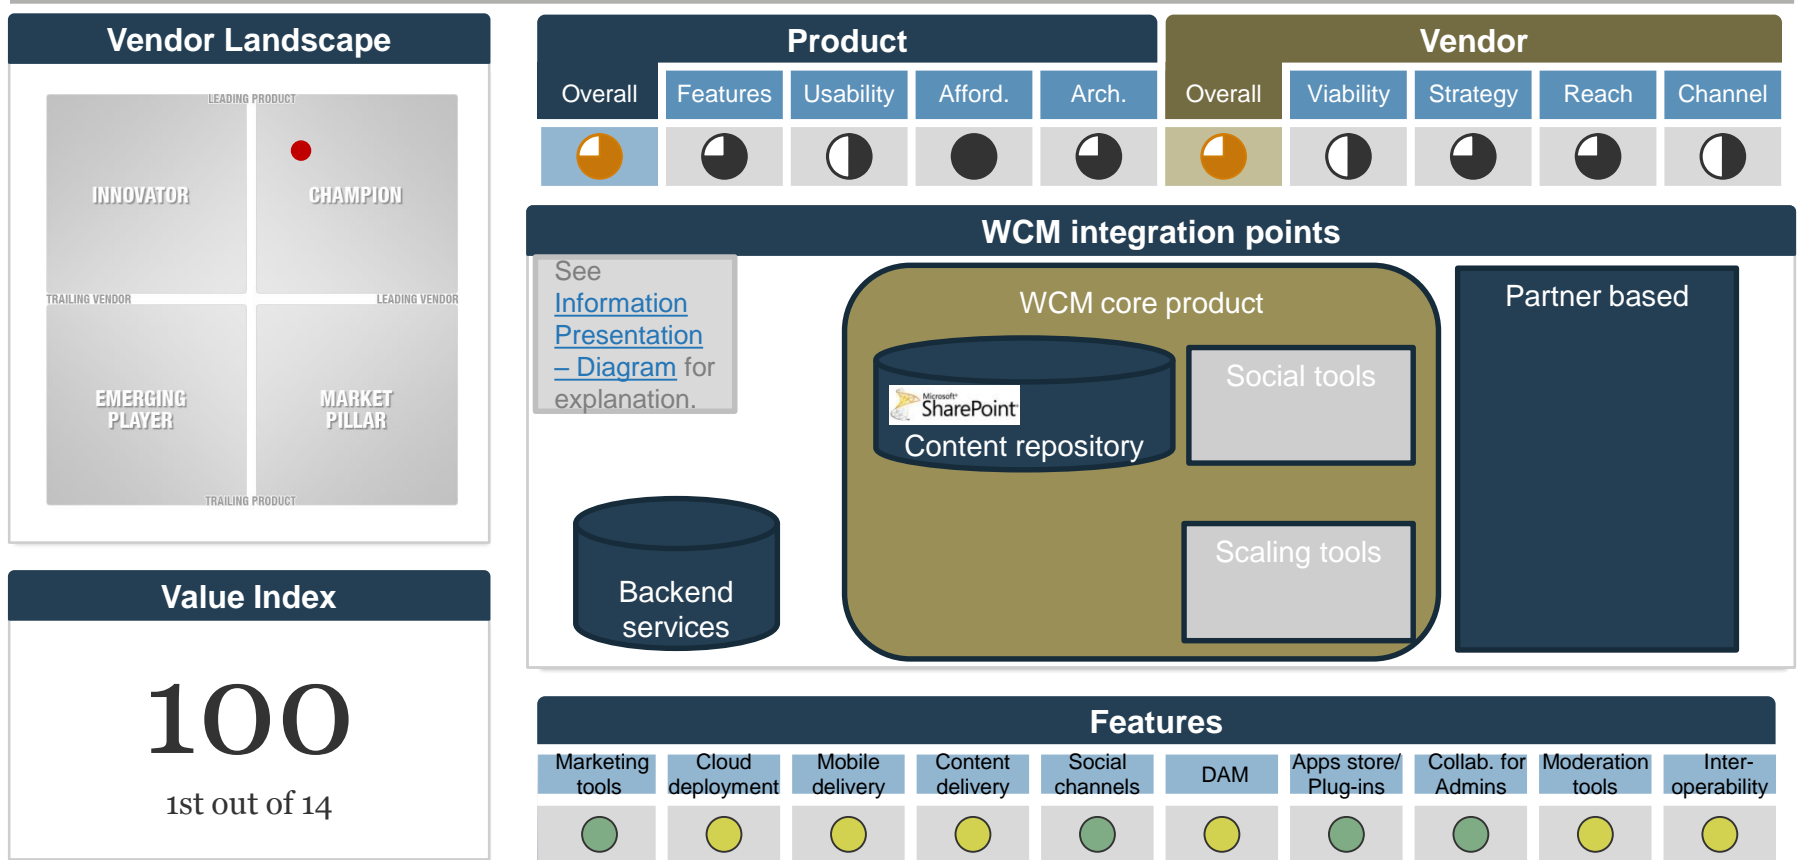 Vendor Landscape
LEADING PRODUCT
INNOVATOR
CHAMPION
TRAILING VENDOR
LEADING VENDOR
EMERGING
PLAYER
MARKET
PILLAR
TRAILING PRODUCT
Value Index
100
1st out of 14
Product
Vendor
Overall
Features
Usability
Afford.
Arch.
Overall
Viability
Strategy
Reach
Channel
WCM integration points
See
Information
Presentation
– Diagram for
explanation.
WCM core product
Microsoft
SharePoint
Content repository
Social tools
Scaling tools
Backend
services
Partner based
Features
Marketing
tools
Cloud
deployment
Mobile
delivery
Content
delivery
Social
channels
DAM
Apps store/
Plug-ins
Collab. for
Admins
Moderation
tools
Inter-
operability